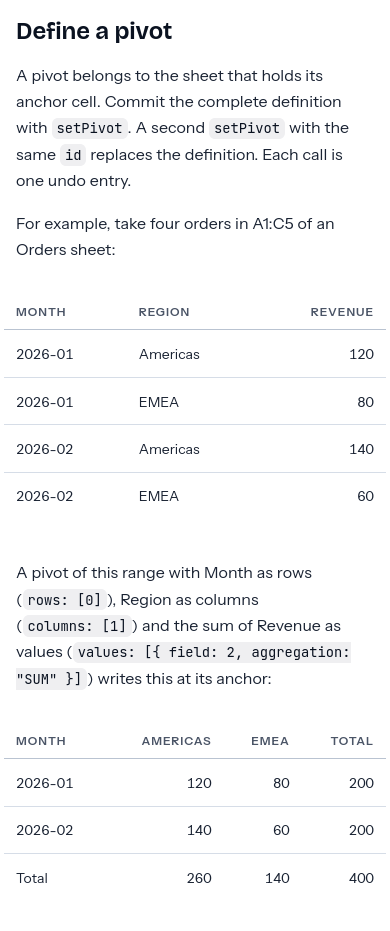 Define a pivot
A pivot belongs to the sheet that holds its
anchor cell. Commit the complete definition
with setPivot. A second setPivot with the
same id replaces the definition. Each call is
one undo entry.
For example, take four orders in A1:C5 of an
Orders sheet:
MONTH REGION REVENUE
2026-01 Americas 120
2026-01 EMEA 80
2026-02 Americas 140
2026-02 EMEA 60
A pivot of this range with Month as rows
(rows: [0]), Region as columns
(columns: [1]) and the sum of Revenue as
values (values: [{ field: 2, aggregation:
"SUM" }]) writes this at its anchor:
MONTH AMERICAS EMEA TOTAL
2026-01 120 80 200
2026-02 140 60 200
Total 260 140 400